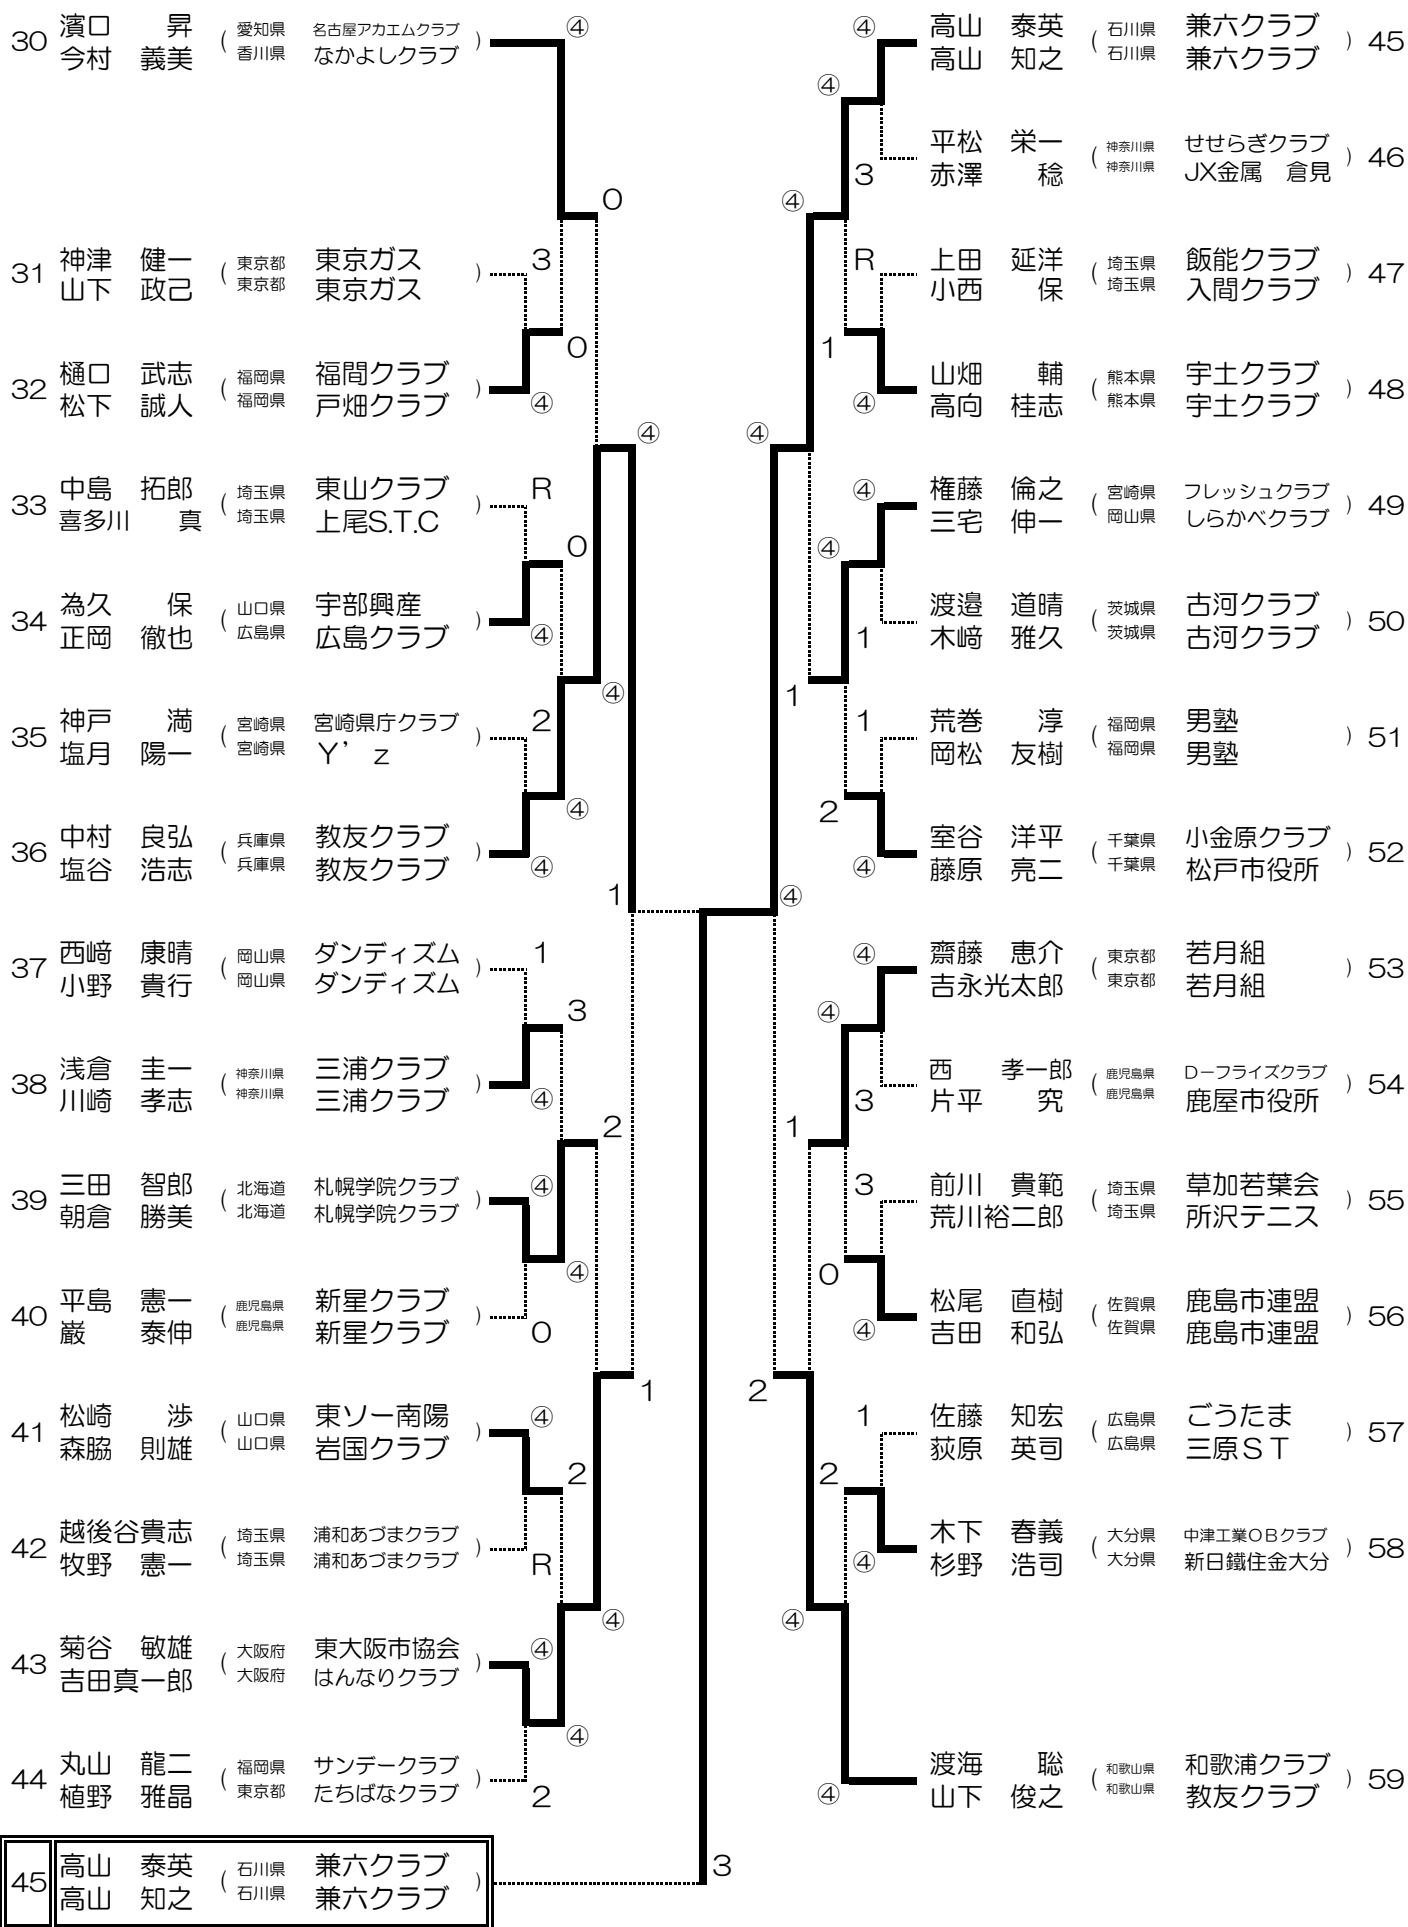 30 濱口 昇 ( 愛知県 名古屋アカエムクラブ )
今村 義美 香川県 なかよしクラブ
④
0
31 神津 健一 ( 東京都 東京ガス )
山下 政己 東京都 東京ガス
3
0
32 樋口 武志 ( 福岡県 福間クラブ )
松下 誠人 福岡県 戸畑クラブ
④
④
33 中島 拓郎 ( 埼玉県 東山クラブ )
喜多川 真 埼玉県 上尾S.T.C
R
0
34 為久 保 ( 山口県 宇部興産 )
正岡 徹也 広島県 広島クラブ
④
④
35 神戸 満 ( 宮崎県 宮崎県庁クラブ )
塩月 陽一 宮崎県 Y’z
2
④
36 中村 良弘 ( 兵庫県 教友クラブ )
塩谷 浩志 兵庫県 教友クラブ
④
1
37 西﨑 康晴 ( 岡山県 ダンディズム )
小野 貴行 岡山県 ダンディズム
1
3
38 浅倉 圭一 ( 神奈川県 三浦クラブ )
川崎 孝志 神奈川県 三浦クラブ
④
2
39 三田 智郎 ( 北海道 札幌学院クラブ )
朝倉 勝美 北海道 札幌学院クラブ
④
④
40 平島 憲一 ( 鹿児島県 新星クラブ )
巌 泰伸 鹿児島県 新星クラブ
0
1
41 松崎 渉 ( 山口県 東ソー南陽 )
森脇 則雄 山口県 岩国クラブ
④
2
42 越後谷貴志 ( 埼玉県 浦和あづまクラブ )
牧野 憲一 埼玉県 浦和あづまクラブ
R
④
43 菊谷 敏雄 ( 大阪府 東大阪市協会 )
吉田真一郎 大阪府 はんなりクラブ
④
④
44 丸山 龍二 ( 福岡県 サンデークラブ )
植野 雅晶 東京都 たちばなクラブ
2
45 高山 泰英 ( 石川県 兼六クラブ )
高山 知之 石川県 兼六クラブ
3
④ 高山 泰英 ( 石川県 兼六クラブ ) 45
高山 知之 石川県 兼六クラブ
④
平松 栄一 ( 神奈川県 せせらぎクラブ ) 46
赤澤 稔 神奈川県 JX金属 倉見
3
④
R 上田 延洋 ( 埼玉県 飯能クラブ ) 47
小西 保 埼玉県 入間クラブ
1
山畑 輔 ( 熊本県 宇土クラブ ) 48
高向 桂志 熊本県 宇土クラブ
④
④
④ 権藤 倫之 ( 宮崎県 フレッシュクラブ ) 49
三宅 伸一 岡山県 しらかべクラブ
④
渡邉 道晴 ( 茨城県 古河クラブ ) 50
木﨑 雅久 茨城県 古河クラブ
1
1
1 荒巻 淳 ( 福岡県 男塾 ) 51
岡松 友樹 福岡県 男塾
2
室谷 洋平 ( 千葉県 小金原クラブ ) 52
藤原 亮二 千葉県 松戸市役所
④
④
④ 齋藤 恵介 ( 東京都 若月組 ) 53
吉永光太郎 東京都 若月組
④
西 孝一郎 ( 鹿児島県 D－フライズクラブ ) 54
片平 究 鹿児島県 鹿屋市役所
3
1
3 前川 貴範 ( 埼玉県 草加若葉会 ) 55
荒川裕二郎 埼玉県 所沢テニス
0
松尾 直樹 ( 佐賀県 鹿島市連盟 ) 56
吉田 和弘 佐賀県 鹿島市連盟
④
2
1 佐藤 知宏 ( 広島県 ごうたま ) 57
荻原 英司 広島県 三原ST
2
木下 春義 ( 大分県 中津工業OBクラブ ) 58
杉野 浩司 大分県 新日鐵住金大分
④
④
渡海 聡 ( 和歌山県 和歌浦クラブ ) 59
山下 俊之 和歌山県 教友クラブ
④